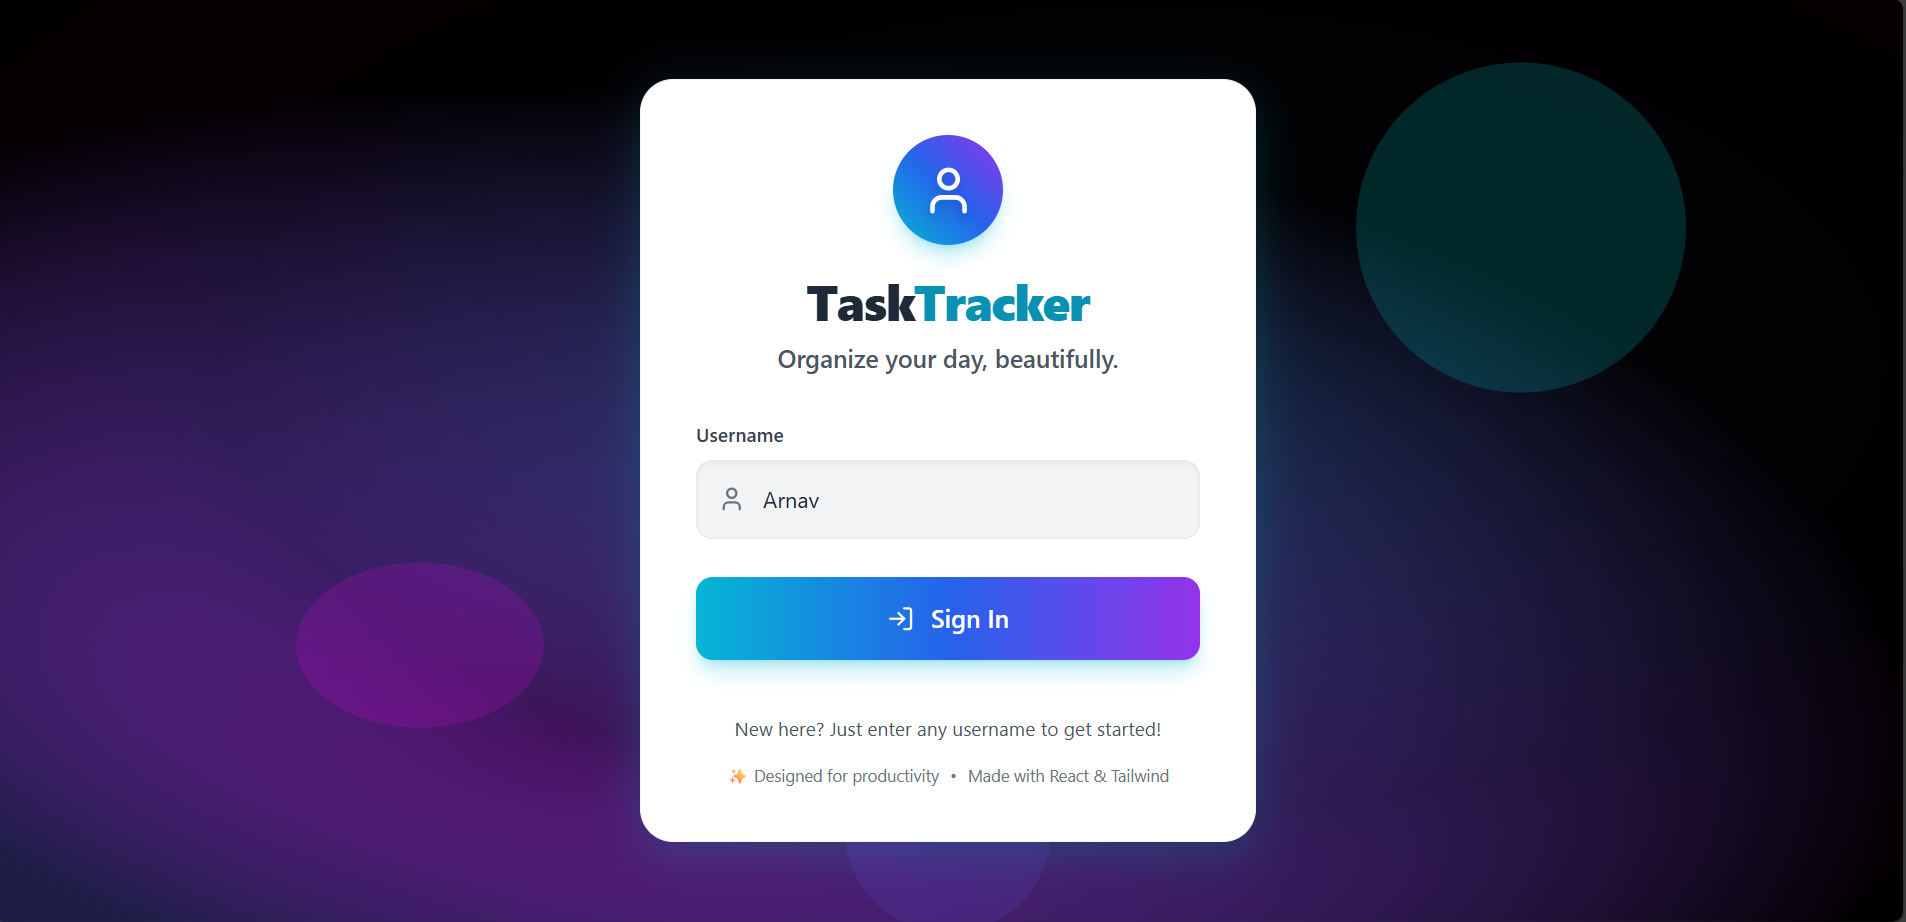 TaskTracker
Organize your day, beautifully.
Username
Arnav
Sign In
New here? Just enter any username to get started!
✨ Designed for productivity • Made with React & Tailwind